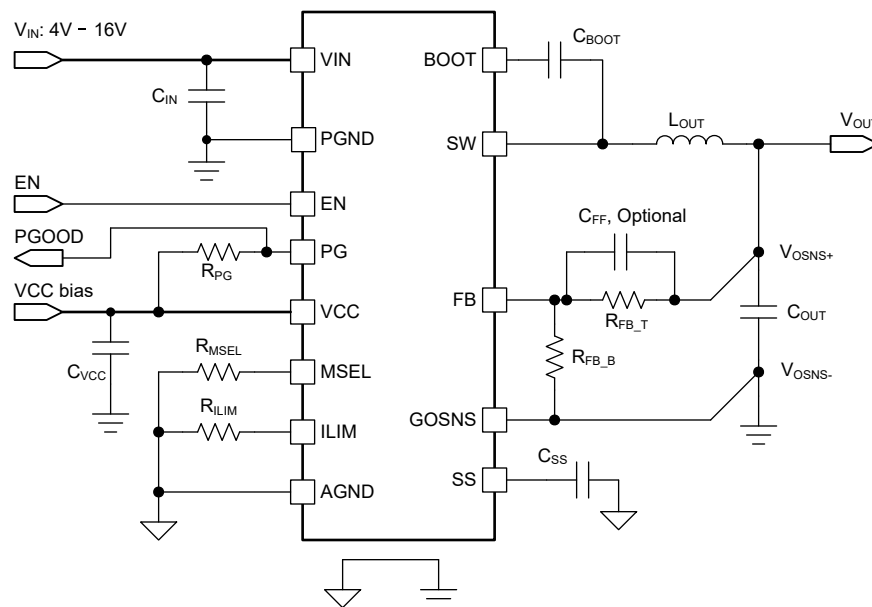 VIN: 4V – 16V
CIN
VIN
PGND
EN
EN
PGOOD
RPG
PG
VCC bias
VCC
CVCC
RMSEL
MSEL
RILIM
ILIM
AGND
BOOT
CBOOT
SW
LOUT
VOUT
CFF, Optional
VOSNS+
FB
RFB_T
COUT
RFB_B
VOSNS-
GOSNS
CSS
SS